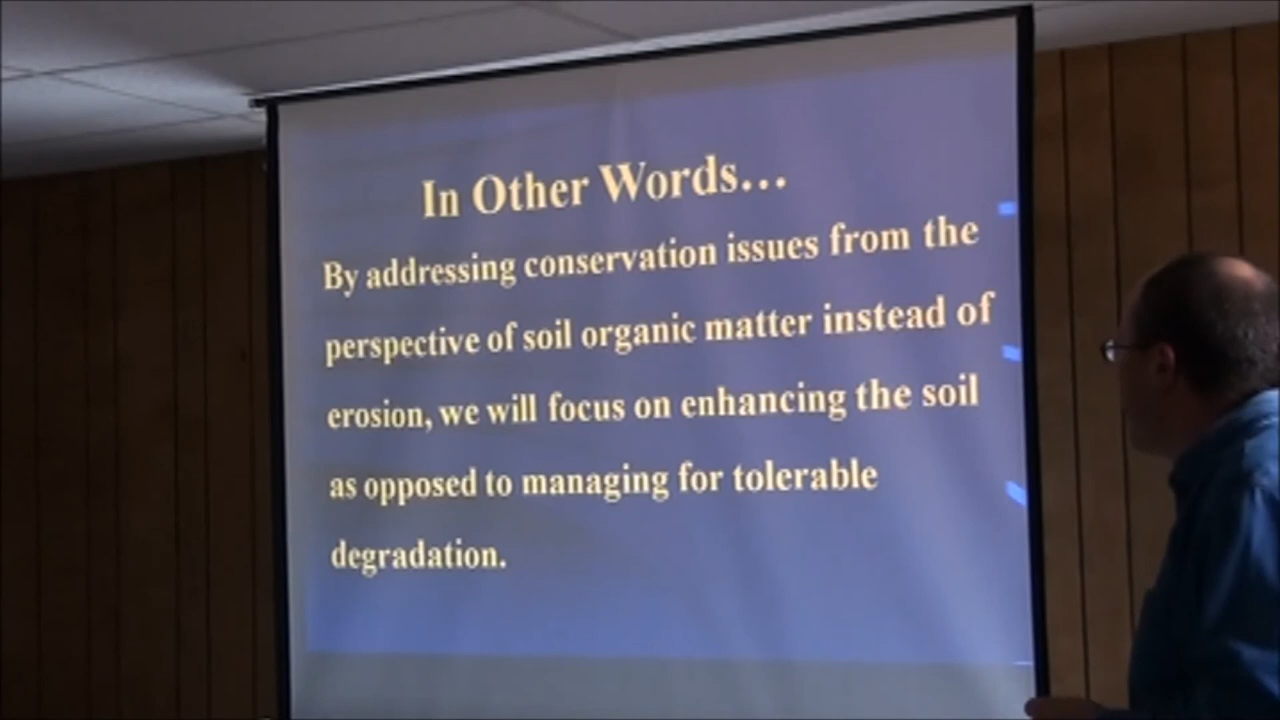 In Other Words...
By addressing conservation issues from the
perspective of soil organic matter instead of
erosion, we will focus on enhancing the soil
as opposed to managing for tolerable
degradation.